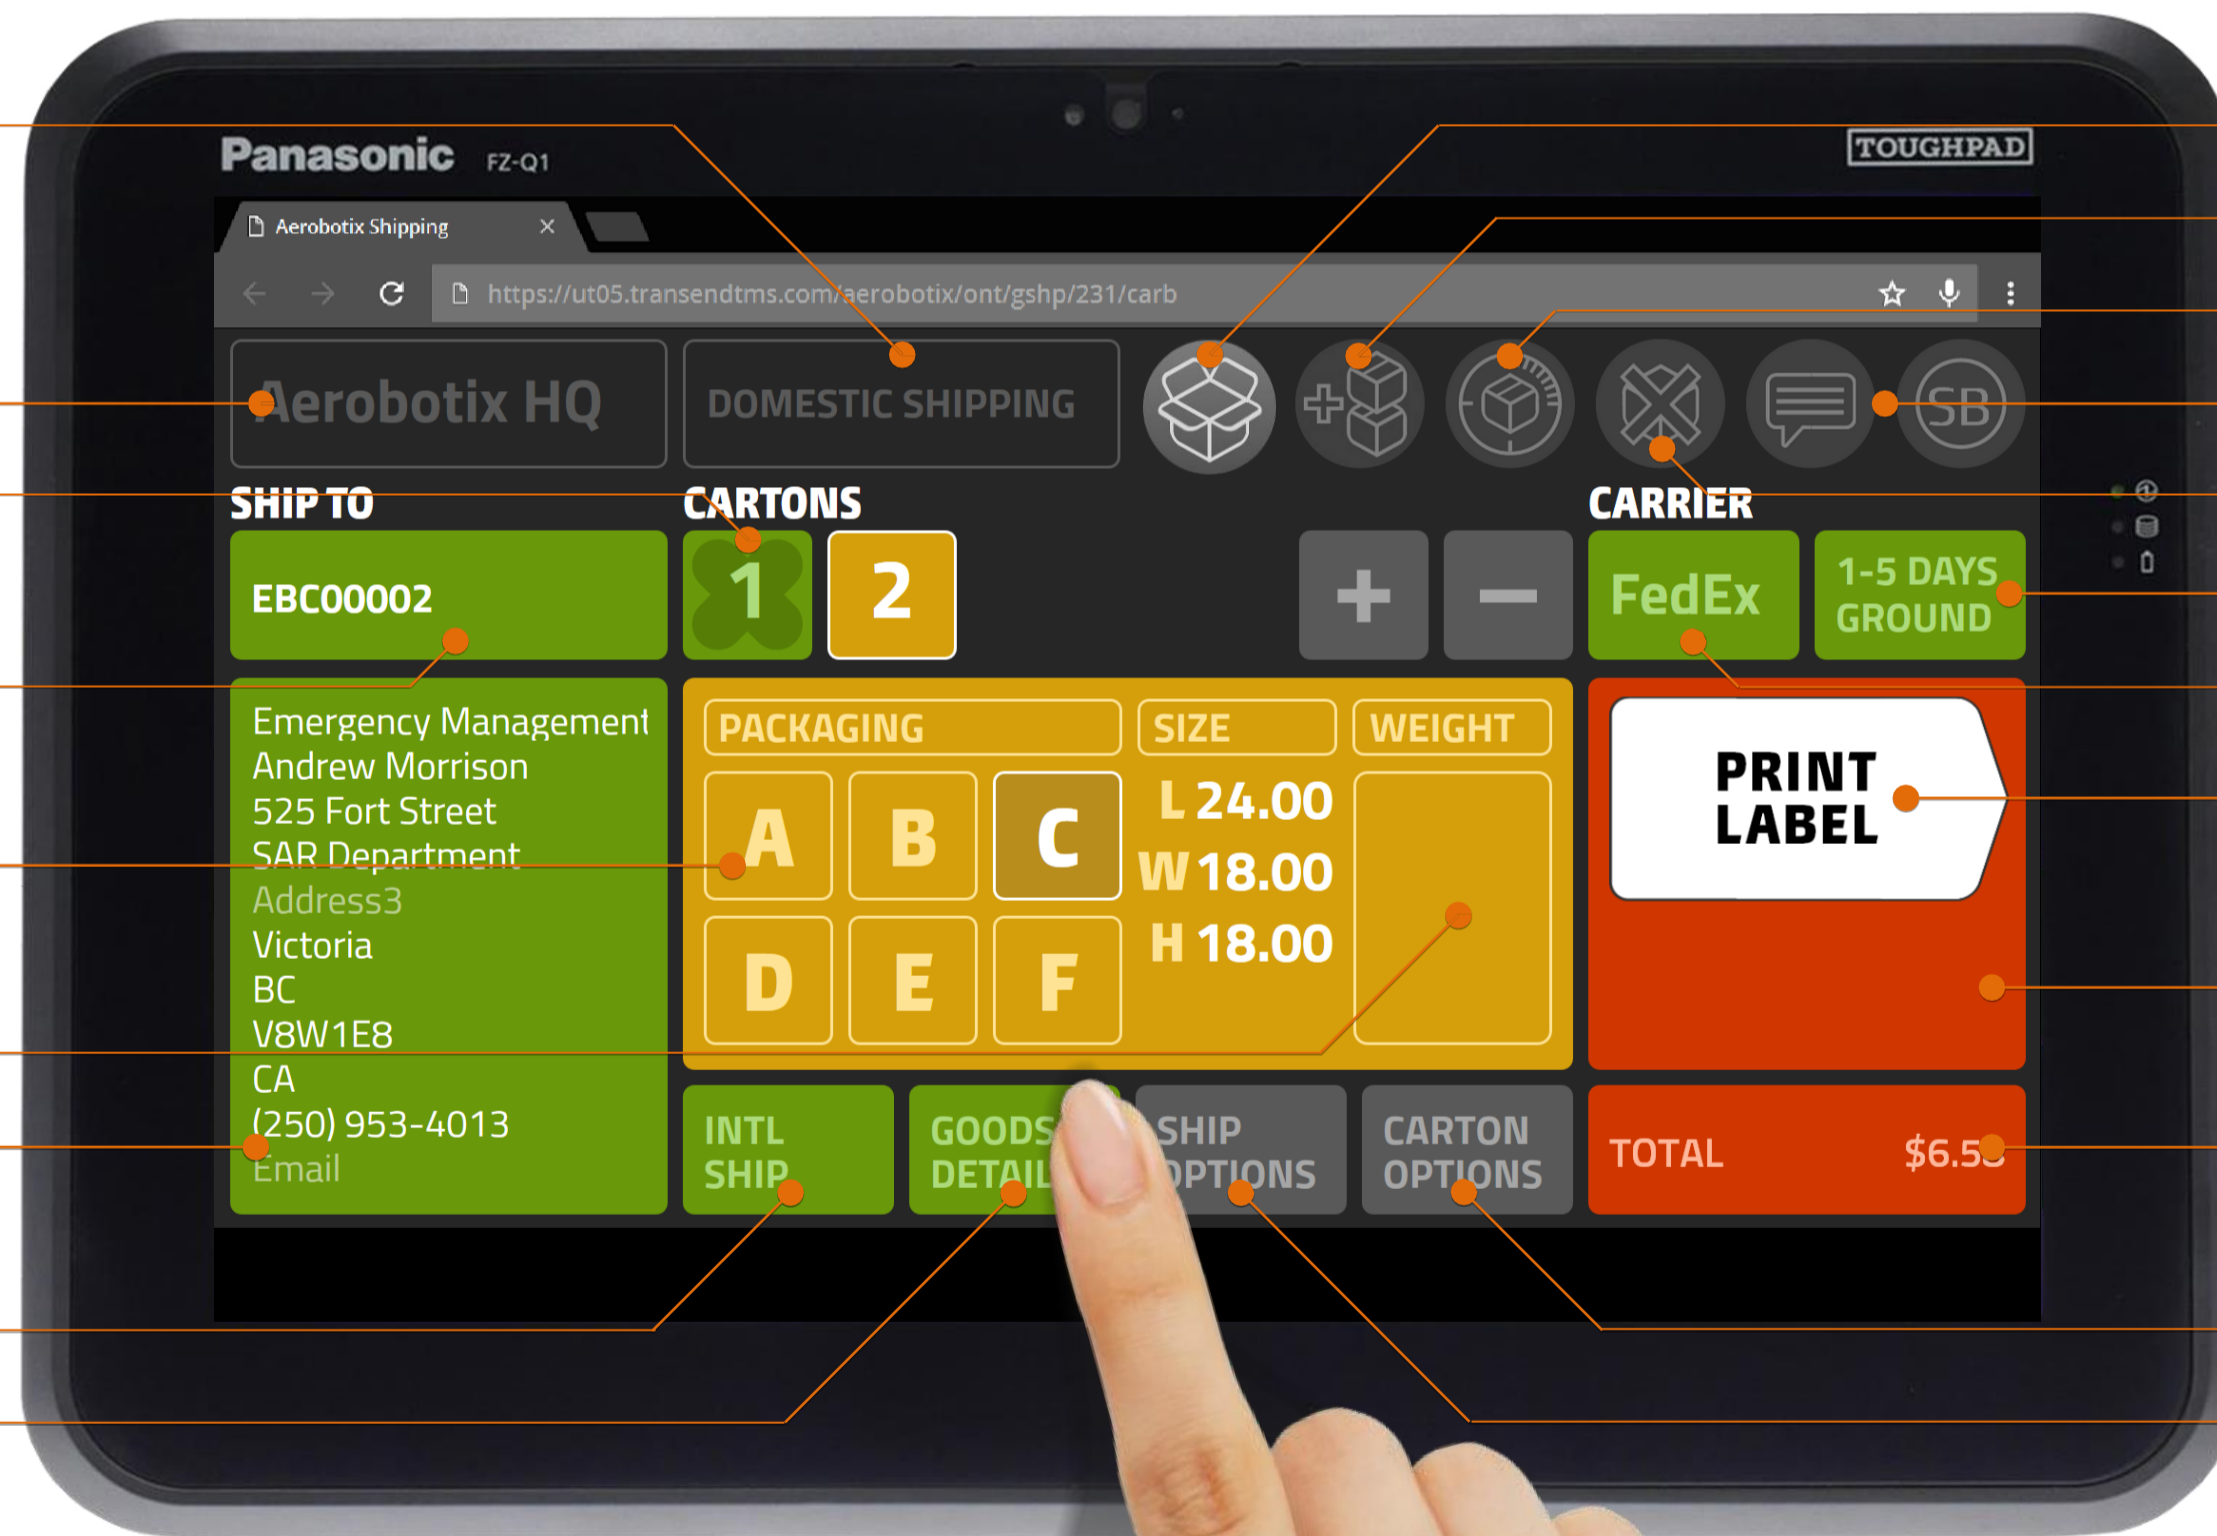 Panasonic FZ-Q1
TOUGHPAD
Aerobotix Shipping
https://ut05.transendtms.com/aerobotix/ont/gshp/231/carb
Aerobotix HQ
DOMESTIC SHIPPING
SB
SHIP TO
CARTONS
CARRIER
EBC00002
1
2
+
−
FedEx
1-5 DAYS
GROUND
Emergency Management
Andrew Morrison
525 Fort Street
SAR Department
Address3
Victoria
BC
V8W1E8
CA
(250) 953-4013
Email
PACKAGING
SIZE
WEIGHT
A
B
C
D
E
F
L 24.00
W 18.00
H 18.00
PRINT
LABEL
INTL
SHIP
GOODS
DETAIL
SHIP
OPTIONS
CARTON
OPTIONS
TOTAL